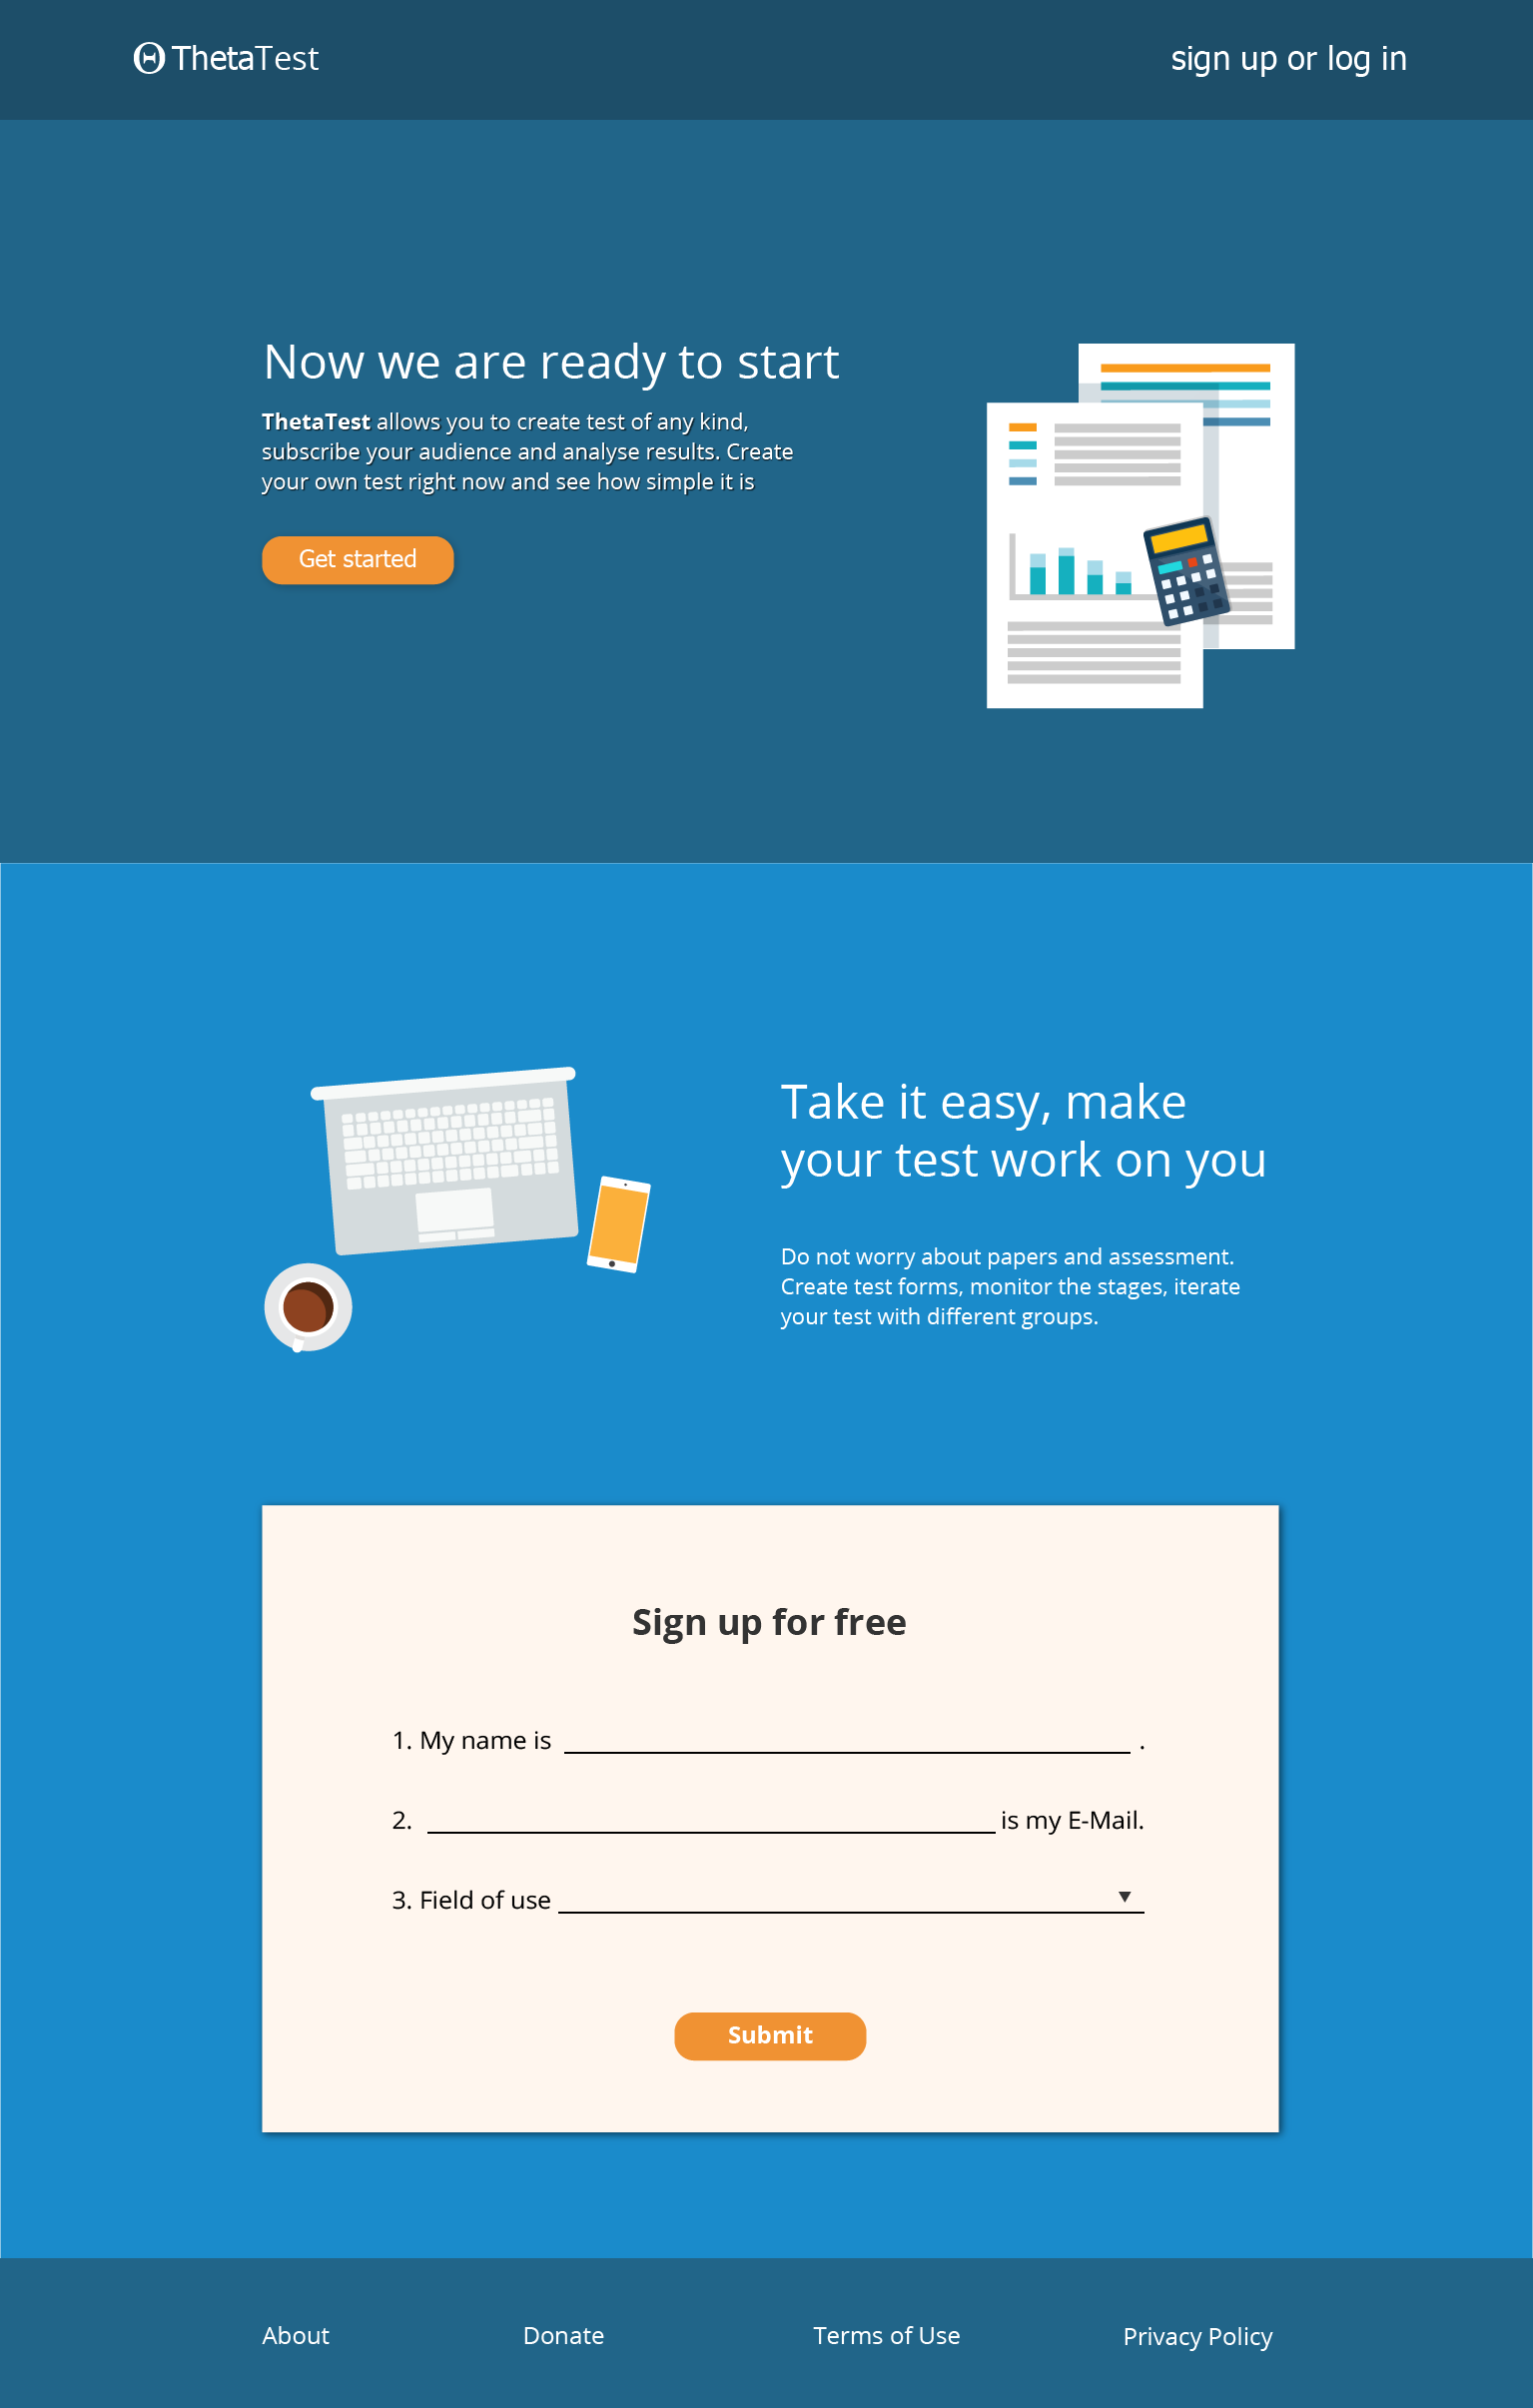 ThetaTest
sign up or log in
Now we are ready to start
ThetaTest allows you to create test of any kind,
subscribe your audience and analyse results. Create
your own test right now and see how simple it is
Get started
Take it easy, make
your test work on you
Do not worry about papers and assessment.
Create test forms, monitor the stages, iterate
your test with different groups.
Sign up for free
1. My name is .
2. is my E-Mail.
3. Field of use
Submit
About
Donate
Terms of Use
Privacy Policy